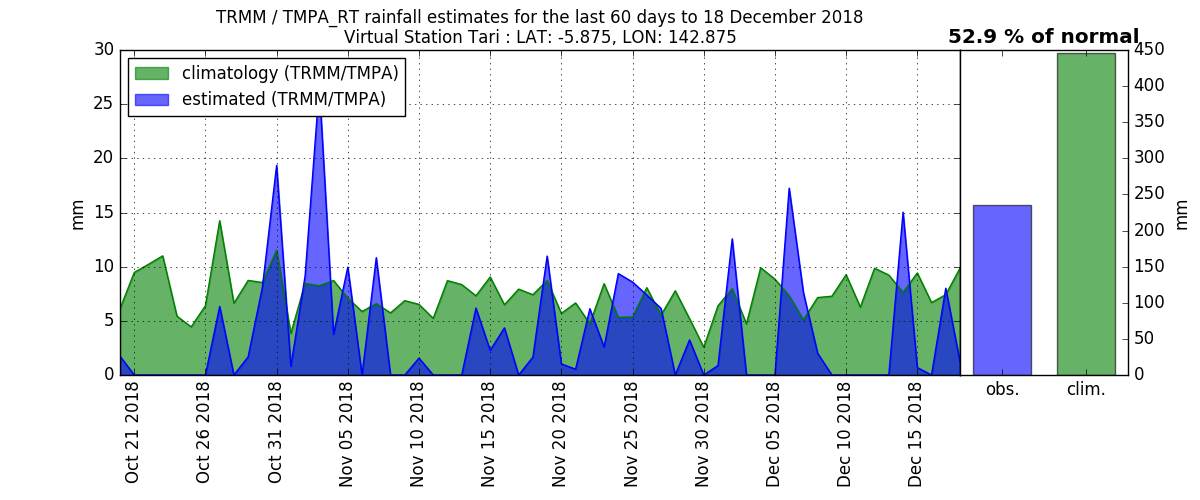 TRMM / TMPA_RT rainfall estimates for the last 60 days to 18 December 2018
Virtual Station Tari : LAT: -5.875, LON: 142.875
52.9 % of normal
climatology (TRMM/TMPA)
estimated (TRMM/TMPA)
30
25
20
15
10
5
0
mm
450
400
350
300
250
200
150
100
50
0
mm
obs.
clim.
Oct 21 2018
Oct 26 2018
Oct 31 2018
Nov 05 2018
Nov 10 2018
Nov 15 2018
Nov 20 2018
Nov 25 2018
Nov 30 2018
Dec 05 2018
Dec 10 2018
Dec 15 2018